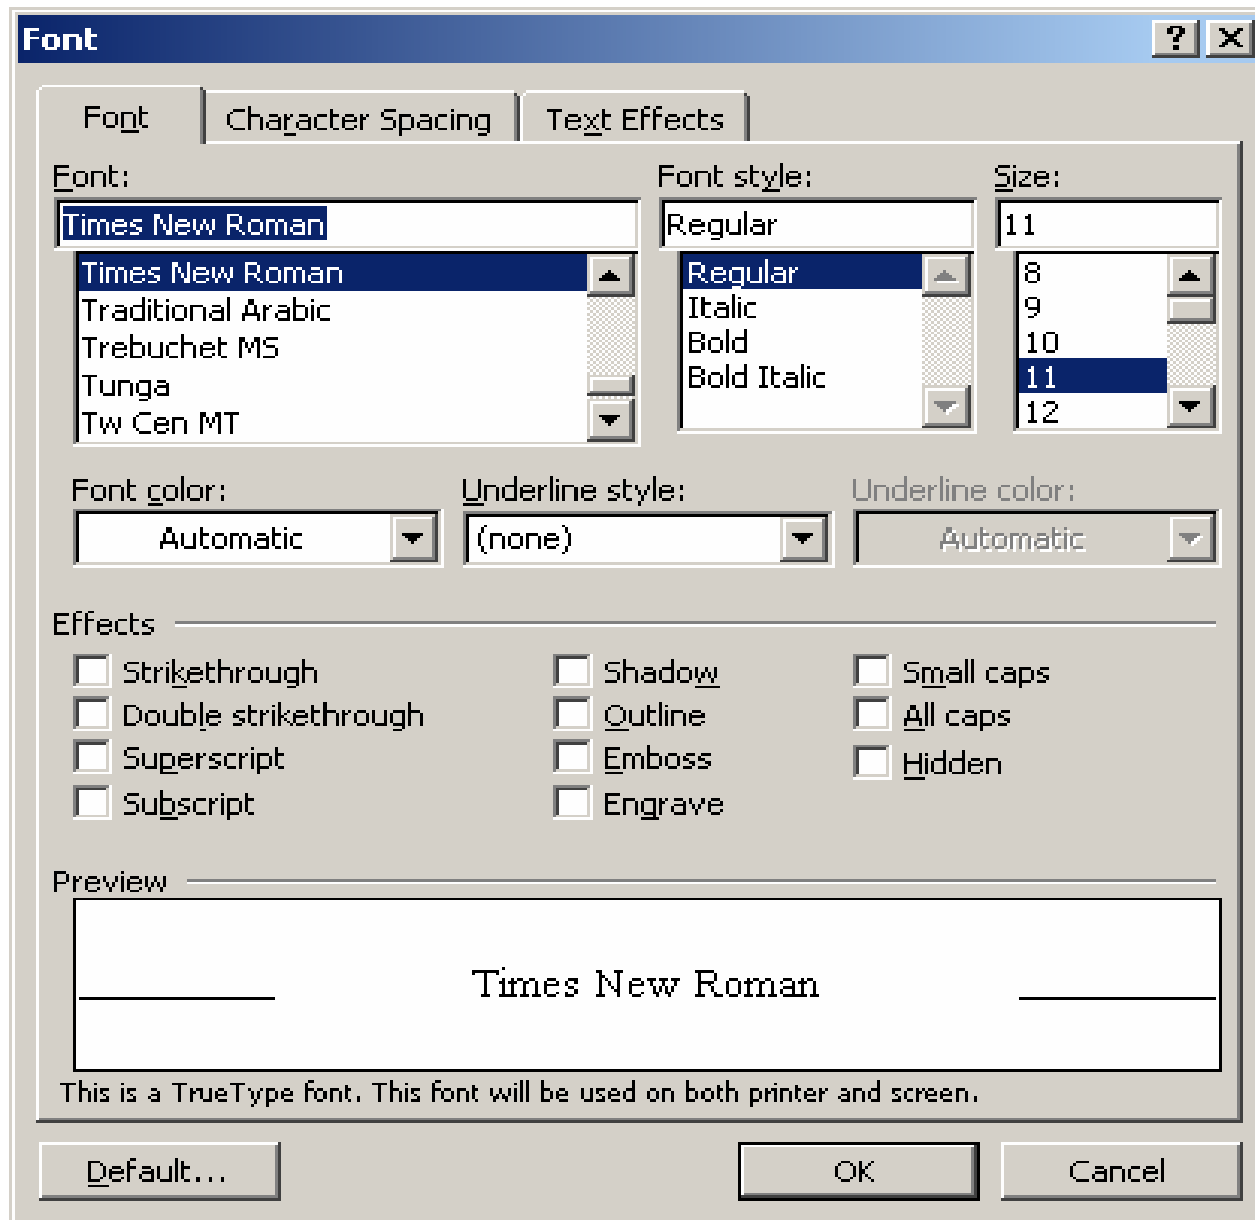 Font
Font Character Spacing Text Effects
Font: Font style: Size:
Times New Roman Regular 11
Times New Roman Regular 8
Traditional Arabic Italic 9
Trebuchet MS Bold 10
Tunga Bold Italic 11
Tw Cen MT 12
Font color: Underline style: Underline color:
Automatic (none) Automatic
Effects
Strikethrough Shadow Small caps
Double strikethrough Outline All caps
Superscript Emboss Hidden
Subscript Engrave
Preview
Times New Roman
This is a TrueType font. This font will be used on both printer and screen.
Default... OK Cancel